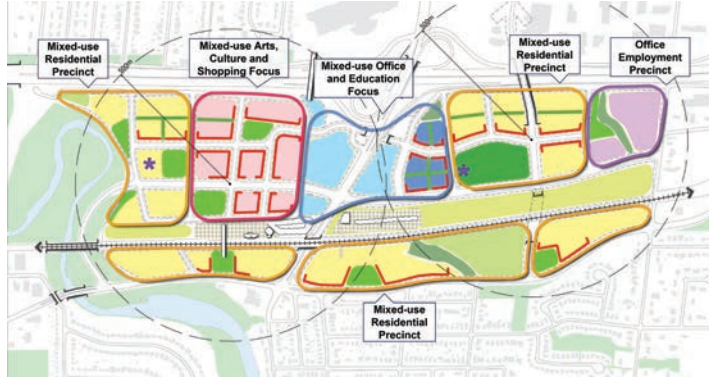 Mixed-use
Residential
Precinct
Mixed-use Arts,
Culture and
Shopping Focus
Mixed-use Office
and Education
Focus
Mixed-use
Residential
Precinct
Office
Employment
Precinct
Mixed-use
Residential
Precinct